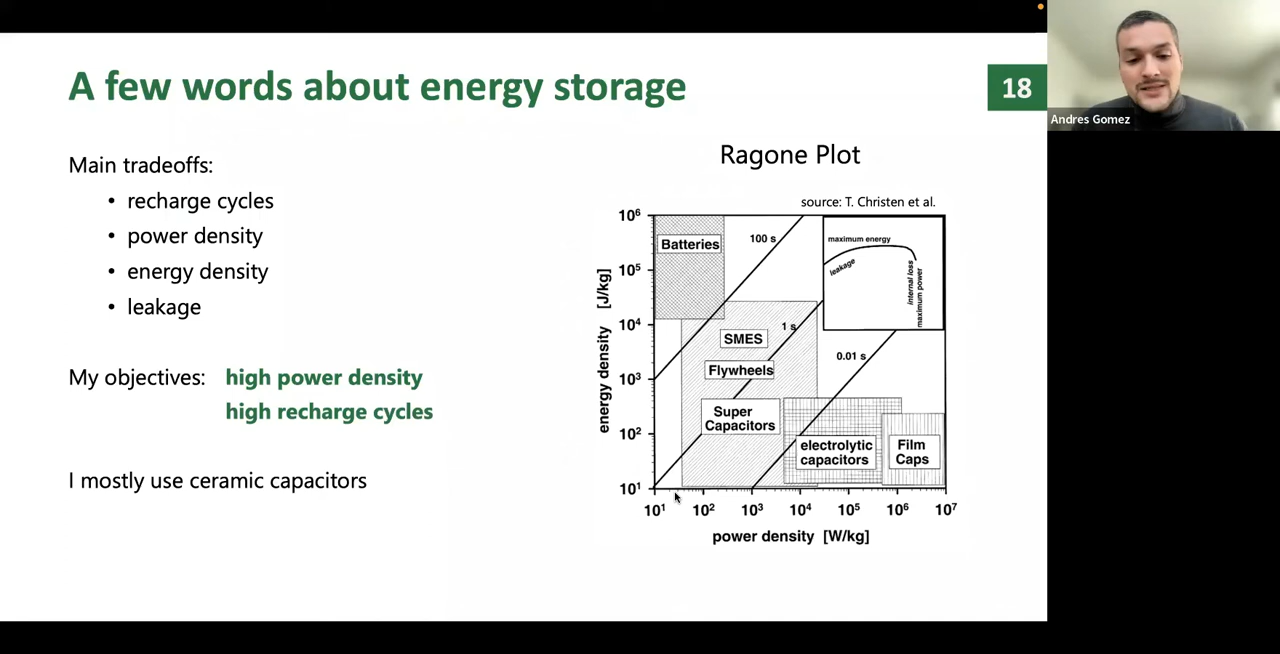 A few words about energy storage
18
Andres Gomez
Main tradeoffs:
• recharge cycles
• power density
• energy density
• leakage
My objectives: high power density
high recharge cycles
I mostly use ceramic capacitors
Ragone Plot
source: T. Christen et al.
energy density [J/kg]
10⁶
10⁵
10⁴
10³
10²
10¹
Batteries
100 s
SMES
1 s
Flywheels
0.01 s
Super
Capacitors
electrolytic
capacitors
Film
Caps
maximum energy
leakage
internal loss
maximum power
10¹ 10² 10³ 10⁴ 10⁵ 10⁶ 10⁷
power density [W/kg]